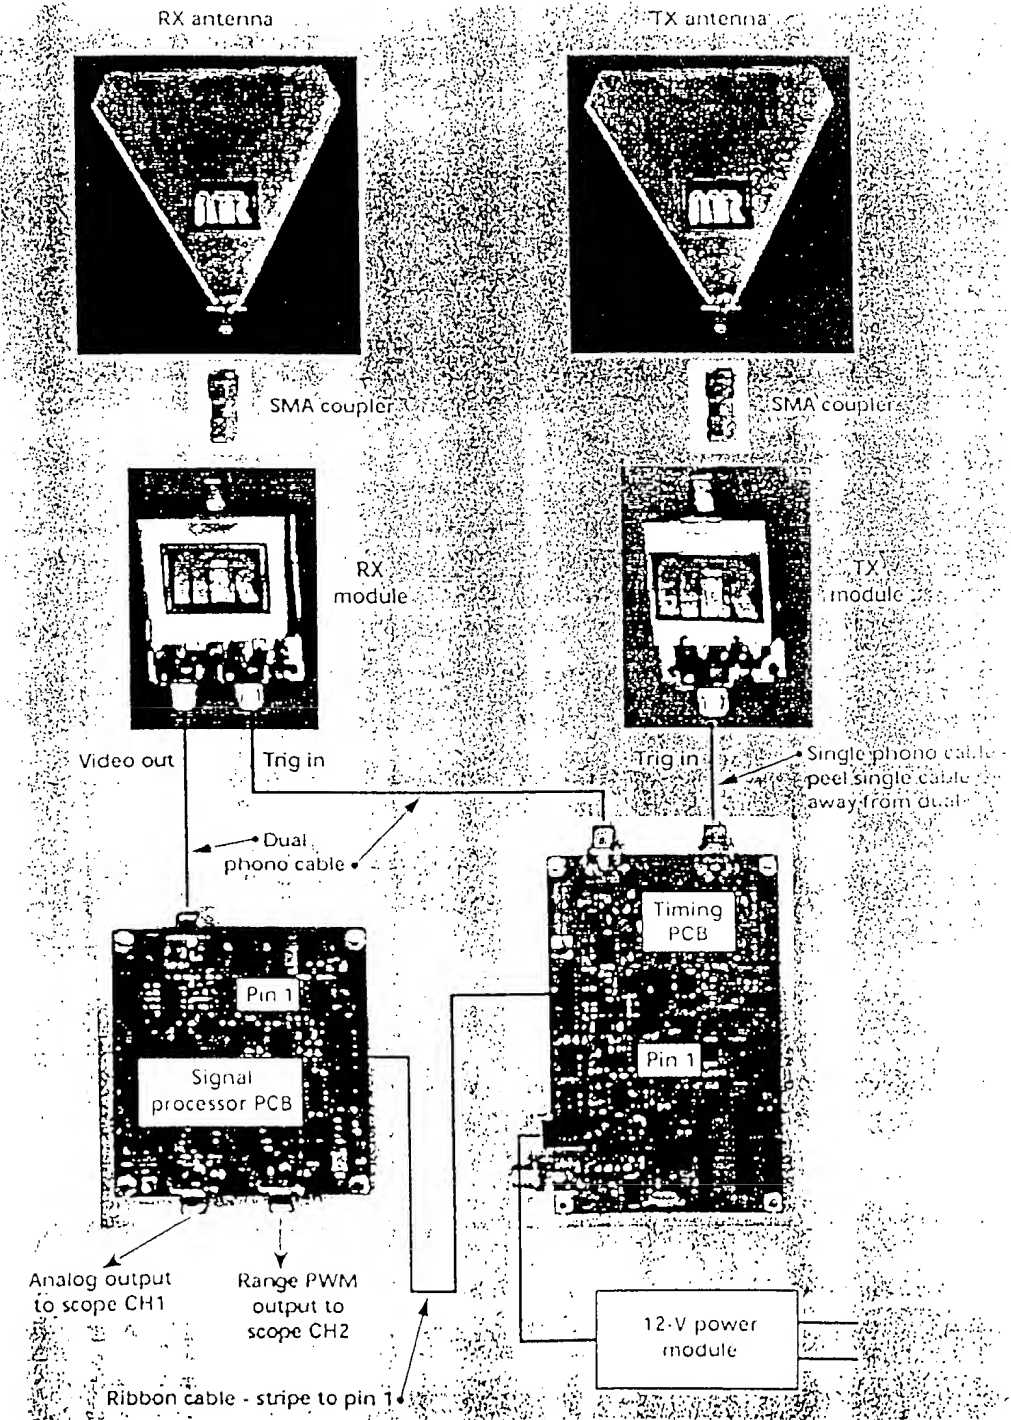 RX antenna
TX antenna
SMA coupler
SMA coupler
RX
module
TX
module
Video out
Trig in
Trig in
Single phono cable -
peel single cable
away from dual
Dual
phono cable
Timing
PCB
Pin 1
Pin 1
Signal
processor PCB
Analog output
to scope CH1
Range PWM
output to
scope CH2
12-V power
module
Ribbon cable - stripe to pin 1